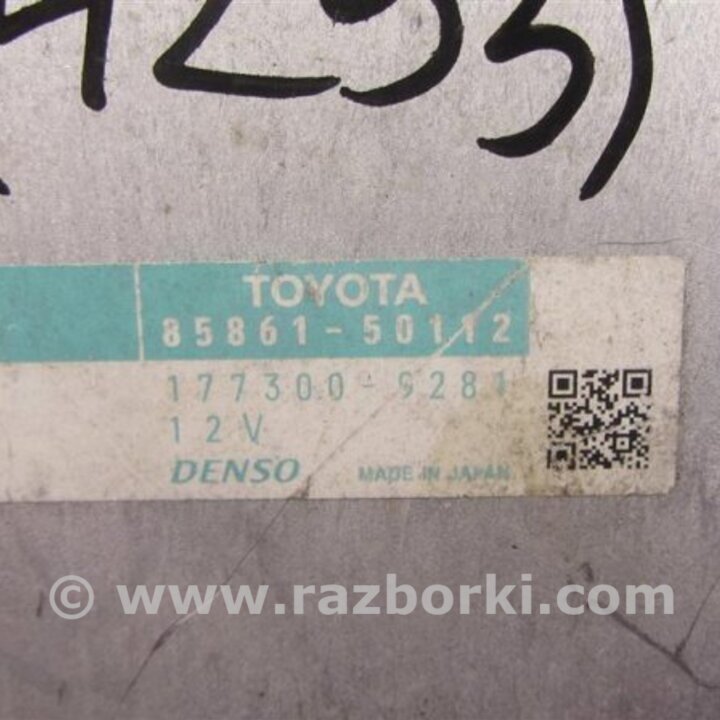 TOYOTA
85861-50112
177300-9281
12V
DENSO MADE IN JAPAN
© www.razborki.com